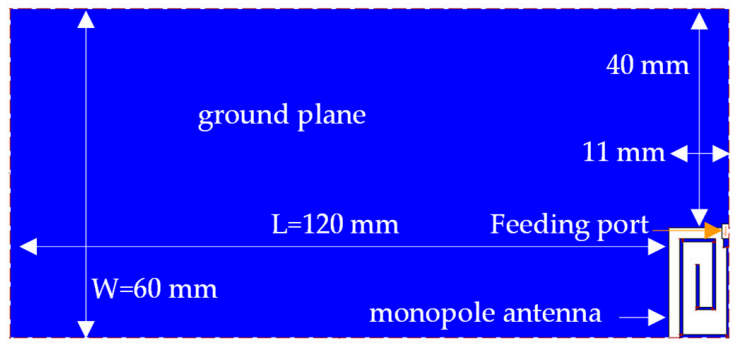 40 mm
ground plane
11 mm
L=120 mm
Feeding port
W=60 mm
monopole antenna